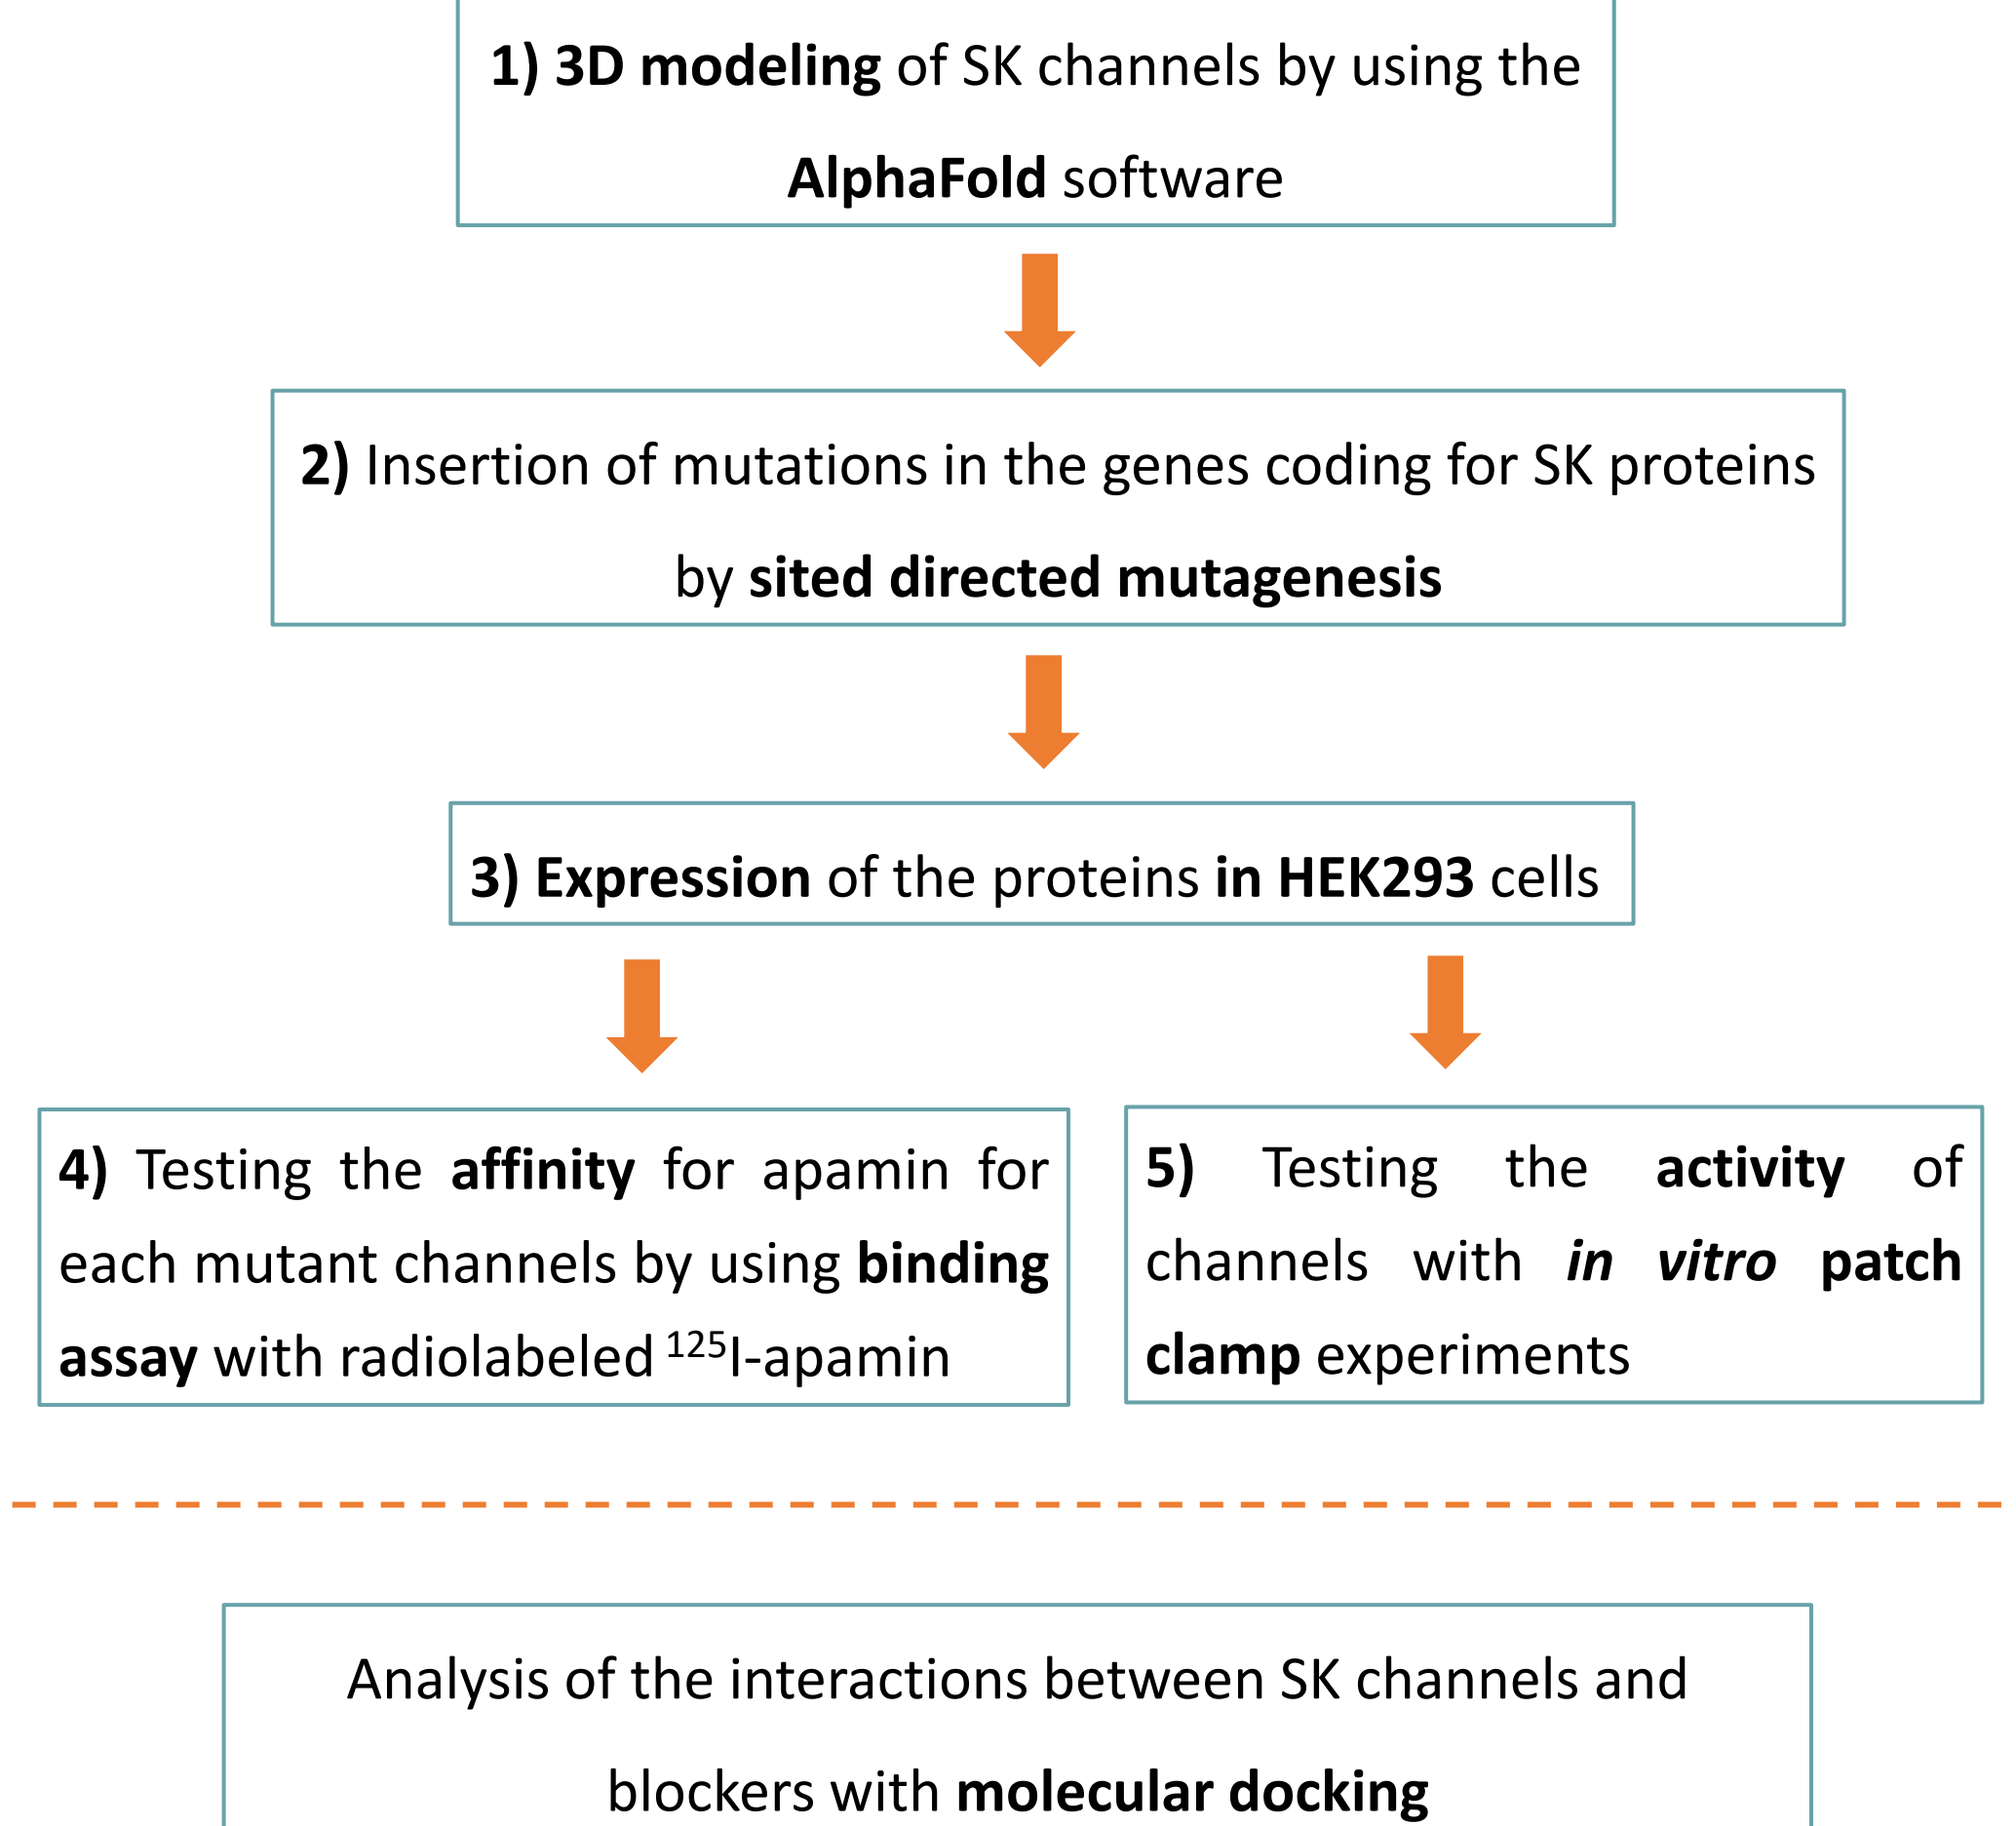 1) 3D modeling of SK channels by using the
AlphaFold software
2) Insertion of mutations in the genes coding for SK proteins
by sited directed mutagenesis
3) Expression of the proteins in HEK293 cells
4) Testing the affinity for apamin for
each mutant channels by using binding
assay with radiolabeled ¹²⁵I-apamin
5) Testing the activity of
channels with in vitro patch
clamp experiments
Analysis of the interactions between SK channels and
blockers with molecular docking